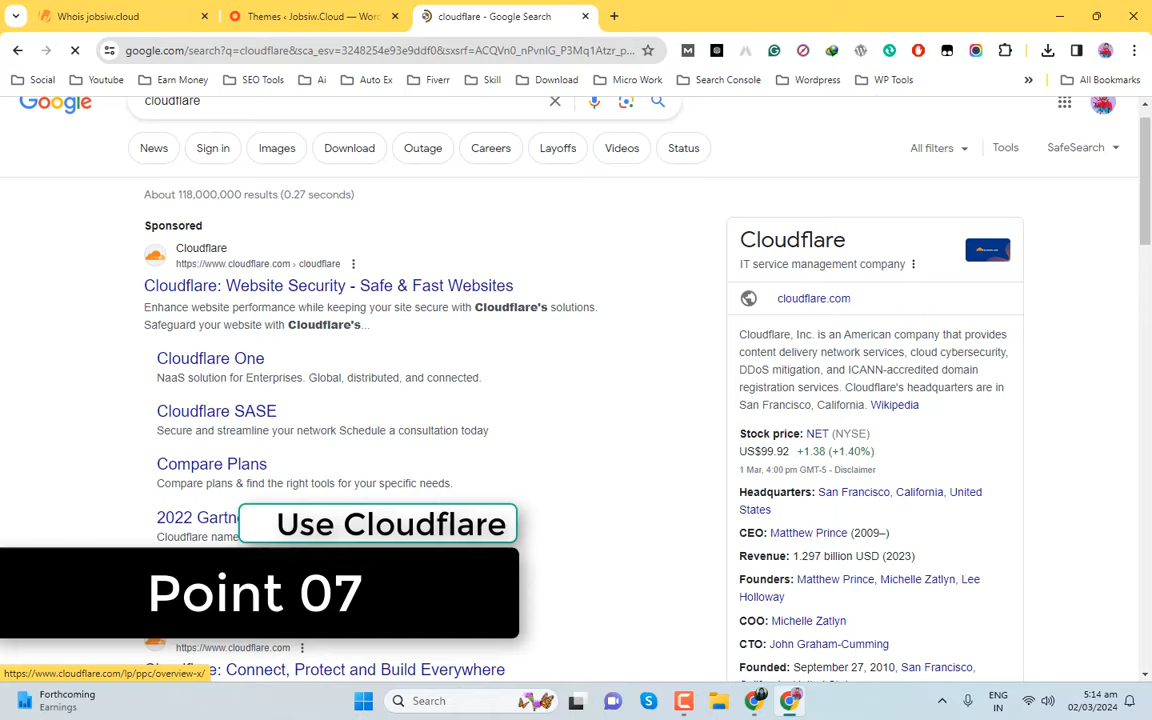 Whois jobsiw.cloud
Themes ‹ Jobsiw.Cloud — Wor
cloudflare - Google Search
google.com/search?q=cloudflare&sca_esv=3248254e93e9ddf0&sxsrf=ACQVn0_nPvnIG_P3Mq1Atzr_p...
Social
Youtube
Earn Money
SEO Tools
Ai
Auto Ex
Fiverr
Skill
Download
Micro Work
Search Console
Wordpress
WP Tools
All Bookmarks
Google
cloudflare
News
Sign in
Images
Download
Outage
Careers
Layoffs
Videos
Status
All filters
Tools
SafeSearch
About 118,000,000 results (0.27 seconds)
Sponsored
Cloudflare
https://www.cloudflare.com › cloudflare
Cloudflare: Website Security - Safe & Fast Websites
Enhance website performance while keeping your site secure with Cloudflare's solutions.
Safeguard your website with Cloudflare's...
Cloudflare One
NaaS solution for Enterprises. Global, distributed, and connected.
Cloudflare SASE
Secure and streamline your network Schedule a consultation today
Compare Plans
Compare plans & find the right tools for your specific needs.
2022 Gartne
Cloudflare name
Use Cloudflare
Point 07
https://www.cloudflare.com
Cloudflare: Connect, Protect and Build Everywhere
https://www.cloudflare.com/lp/ppc/overview-x/
Cloudflare
IT service management company
cloudflare.com
Cloudflare, Inc. is an American company that provides
content delivery network services, cloud cybersecurity,
DDoS mitigation, and ICANN-accredited domain
registration services. Cloudflare's headquarters are in
San Francisco, California. Wikipedia
Stock price: NET (NYSE)
US$99.92 +1.38 (+1.40%)
1 Mar, 4:00 pm GMT-5 - Disclaimer
Headquarters: San Francisco, California, United
States
CEO: Matthew Prince (2009–)
Revenue: 1.297 billion USD (2023)
Founders: Matthew Prince, Michelle Zatlyn, Lee
Holloway
COO: Michelle Zatlyn
CTO: John Graham-Cumming
Founded: September 27, 2010, San Francisco,
Forthcoming
Earnings
Search
ENG
IN
5:14 am
02/03/2024